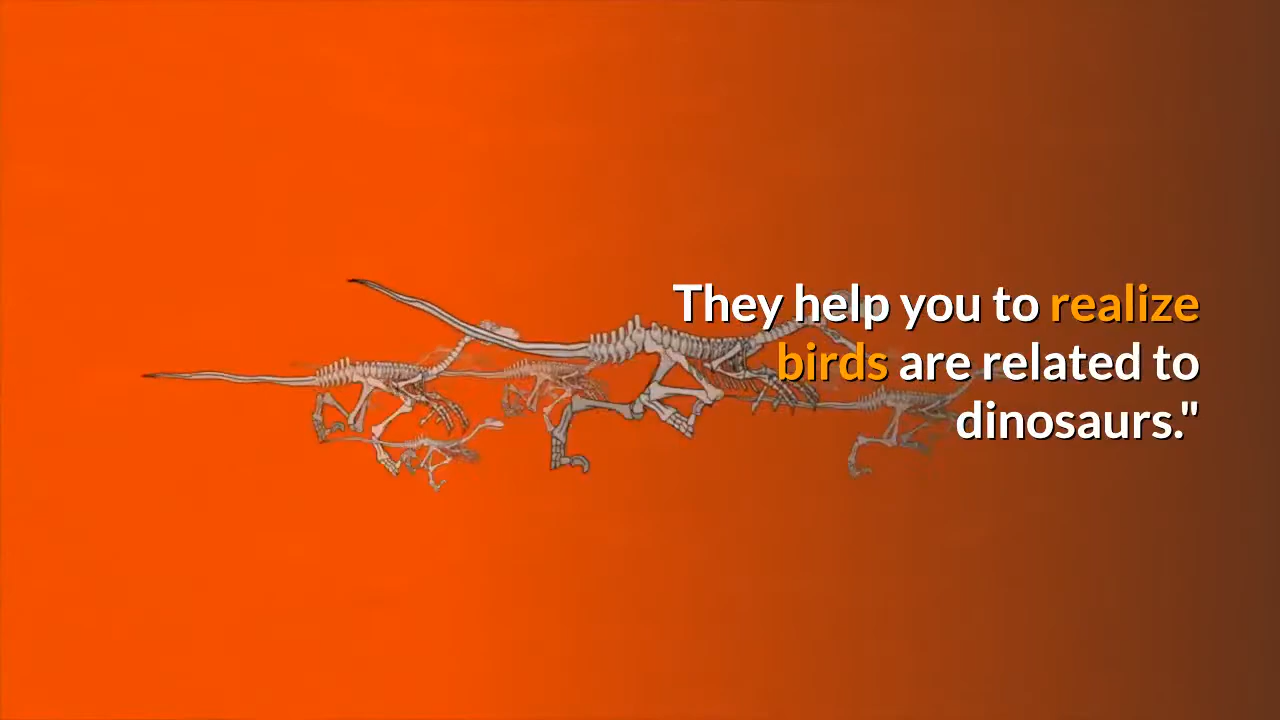 They help you to realize
birds are related to
dinosaurs."